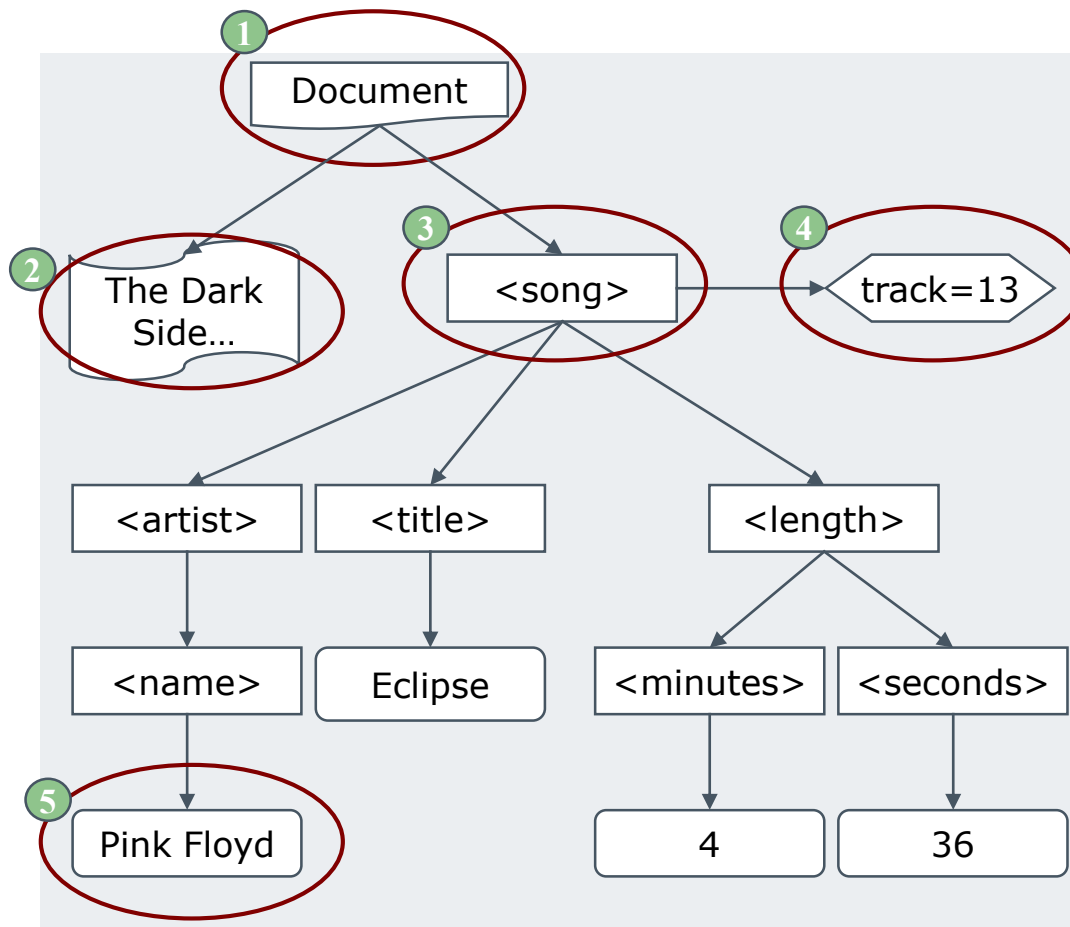 1
Document
2
The Dark
Side…
3
<song>
4
track=13
<artist>
<title>
<length>
<name>
Eclipse
<minutes>
<seconds>
5
Pink Floyd
4
36